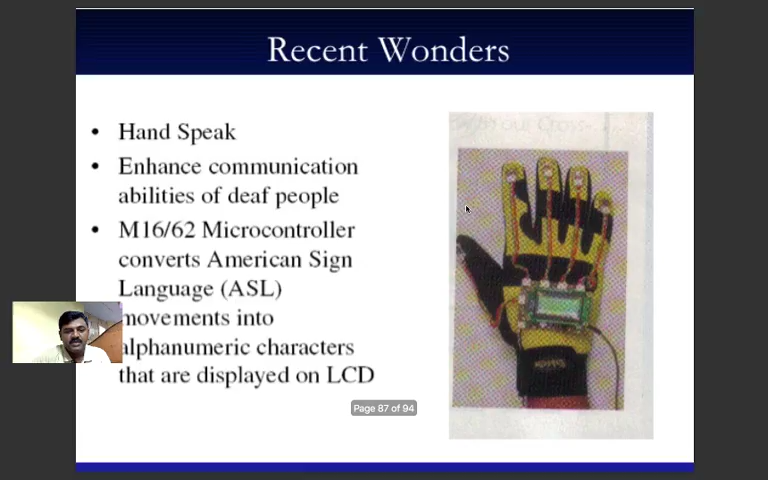 Recent Wonders
• Hand Speak
• Enhance communication
abilities of deaf people
• M16/62 Microcontroller
converts American Sign
Language (ASL)
movements into
alphanumeric characters
that are displayed on LCD
Page 87 of 94